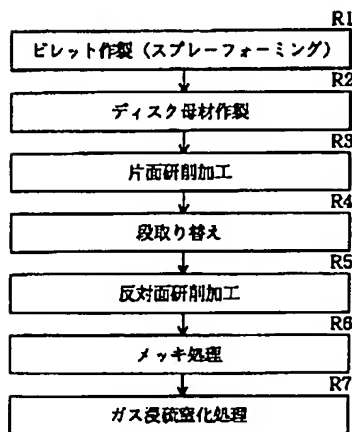 R1
ビレット作製(スプレーフォーミング)
R2
ディスク母材作製
R3
片面研削加工
R4
段取り替え
R5
反対面研削加工
R6
メッキ処理
R7
ガス浸硫窒化処理